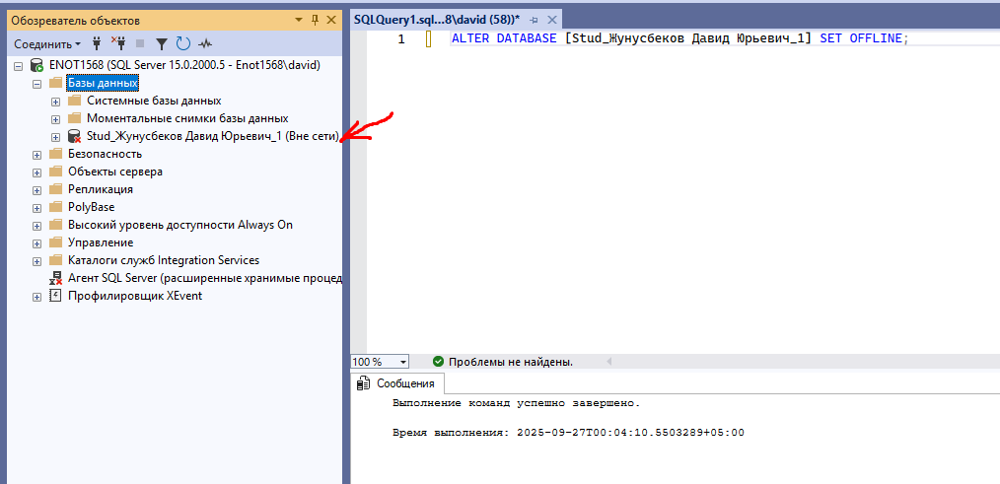 Обозреватель объектов
Соединить
ENOT1568 (SQL Server 15.0.2000.5 - Enot1568\david)
Базы данных
Системные базы данных
Моментальные снимки базы данных
Stud_Жунусбеков Давид Юрьевич_1 (Вне сети)
Безопасность
Объекты сервера
Репликация
PolyBase
Высокий уровень доступности Always On
Управление
Каталоги служб Integration Services
Агент SQL Server (расширенные хранимые процед
Профилировщик XEvent
SQLQuery1.sql...8\david (58))*
1 ALTER DATABASE [Stud_Жунусбеков Давид Юрьевич_1] SET OFFLINE;
100 % Проблемы не найдены.
Сообщения
Выполнение команд успешно завершено.
Время выполнения: 2025-09-27T00:04:10.5503289+05:00